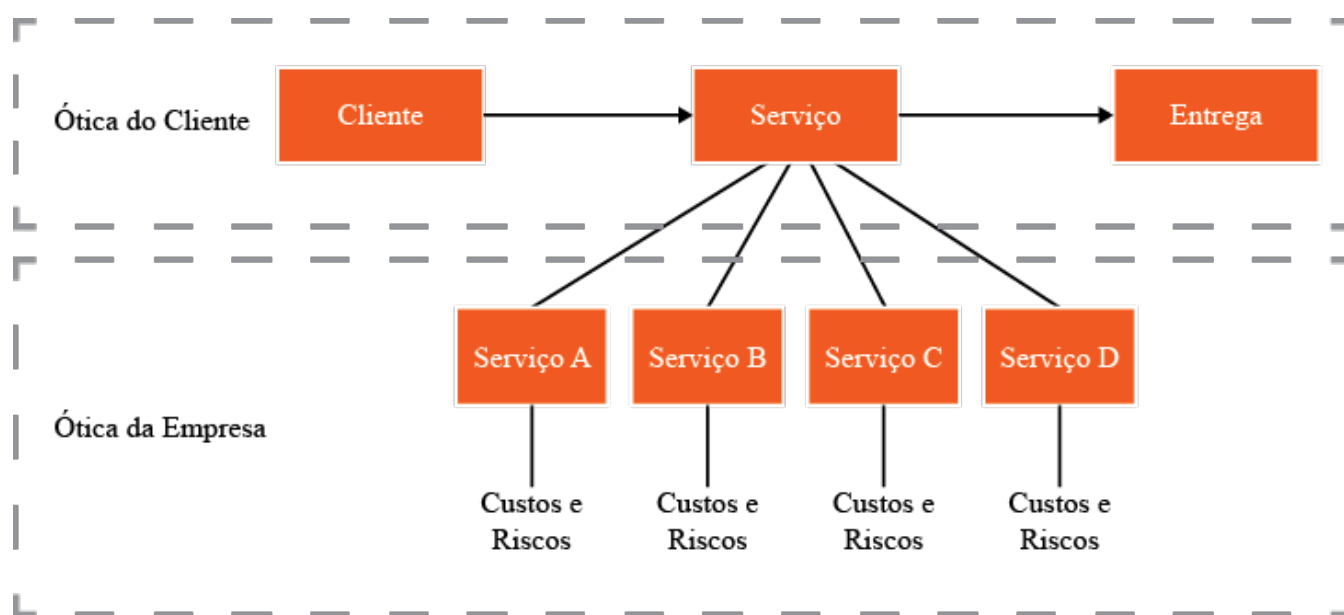 Ótica do Cliente
Cliente
Serviço
Entrega
Serviço A
Serviço B
Serviço C
Serviço D
Ótica da Empresa
Custos e
Riscos
Custos e
Riscos
Custos e
Riscos
Custos e
Riscos